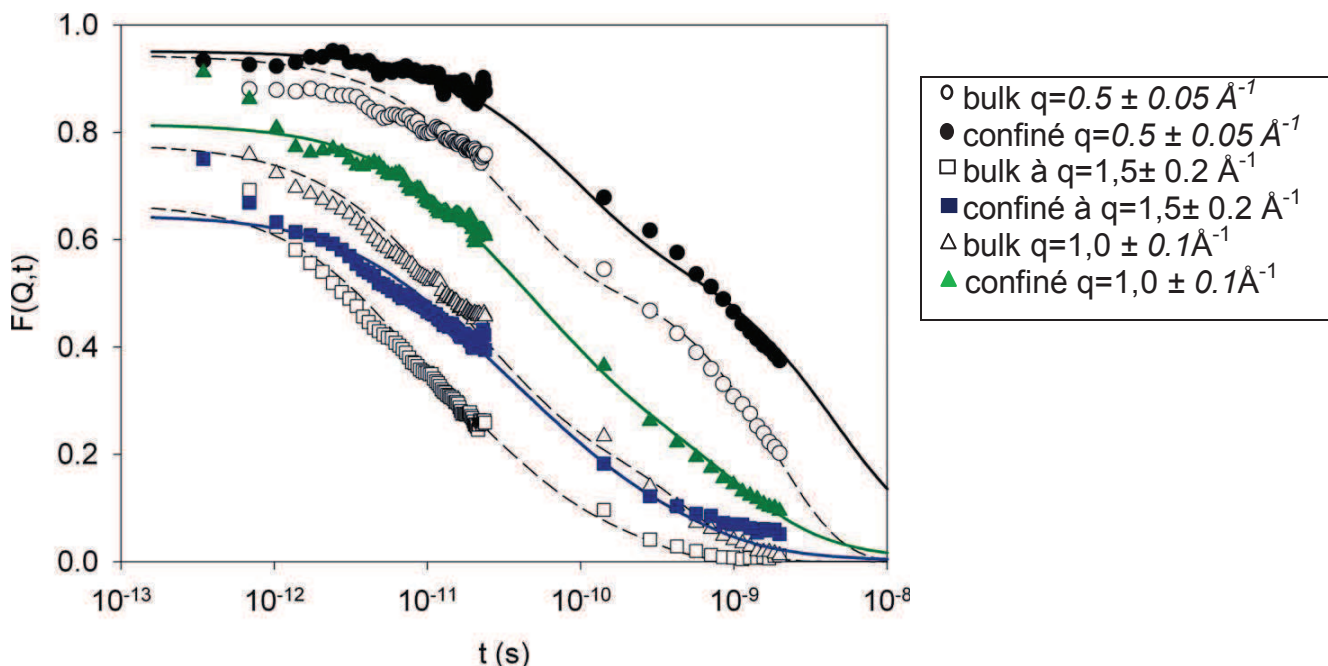 F(Q,t)
1.0
0.8
0.6
0.4
0.2
0.0
10⁻¹³
10⁻¹²
10⁻¹¹
10⁻¹⁰
10⁻⁹
10⁻⁸
t (s)
bulk q=0.5 ± 0.05 Å⁻¹
confiné q=0.5 ± 0.05 Å⁻¹
bulk à q=1,5± 0.2 Å⁻¹
confiné à q=1,5± 0.2 Å⁻¹
bulk q=1,0 ± 0.1Å⁻¹
confiné q=1,0 ± 0.1Å⁻¹